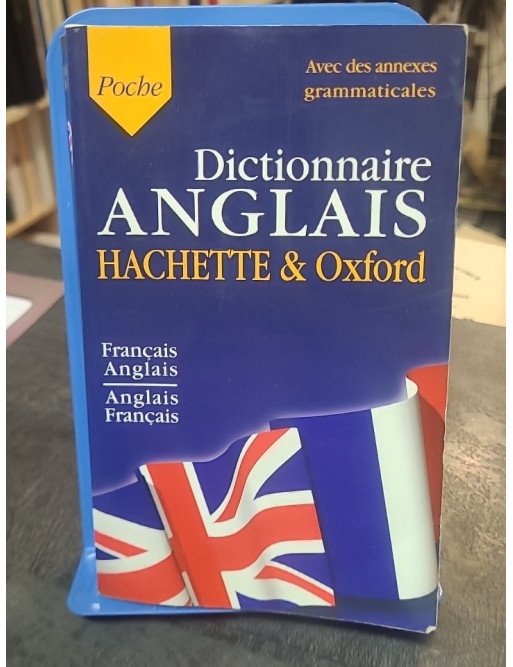 Poche
Avec des annexes
grammaticales
Dictionnaire
ANGLAIS
HACHETTE & Oxford
Français
Anglais
Anglais
Français